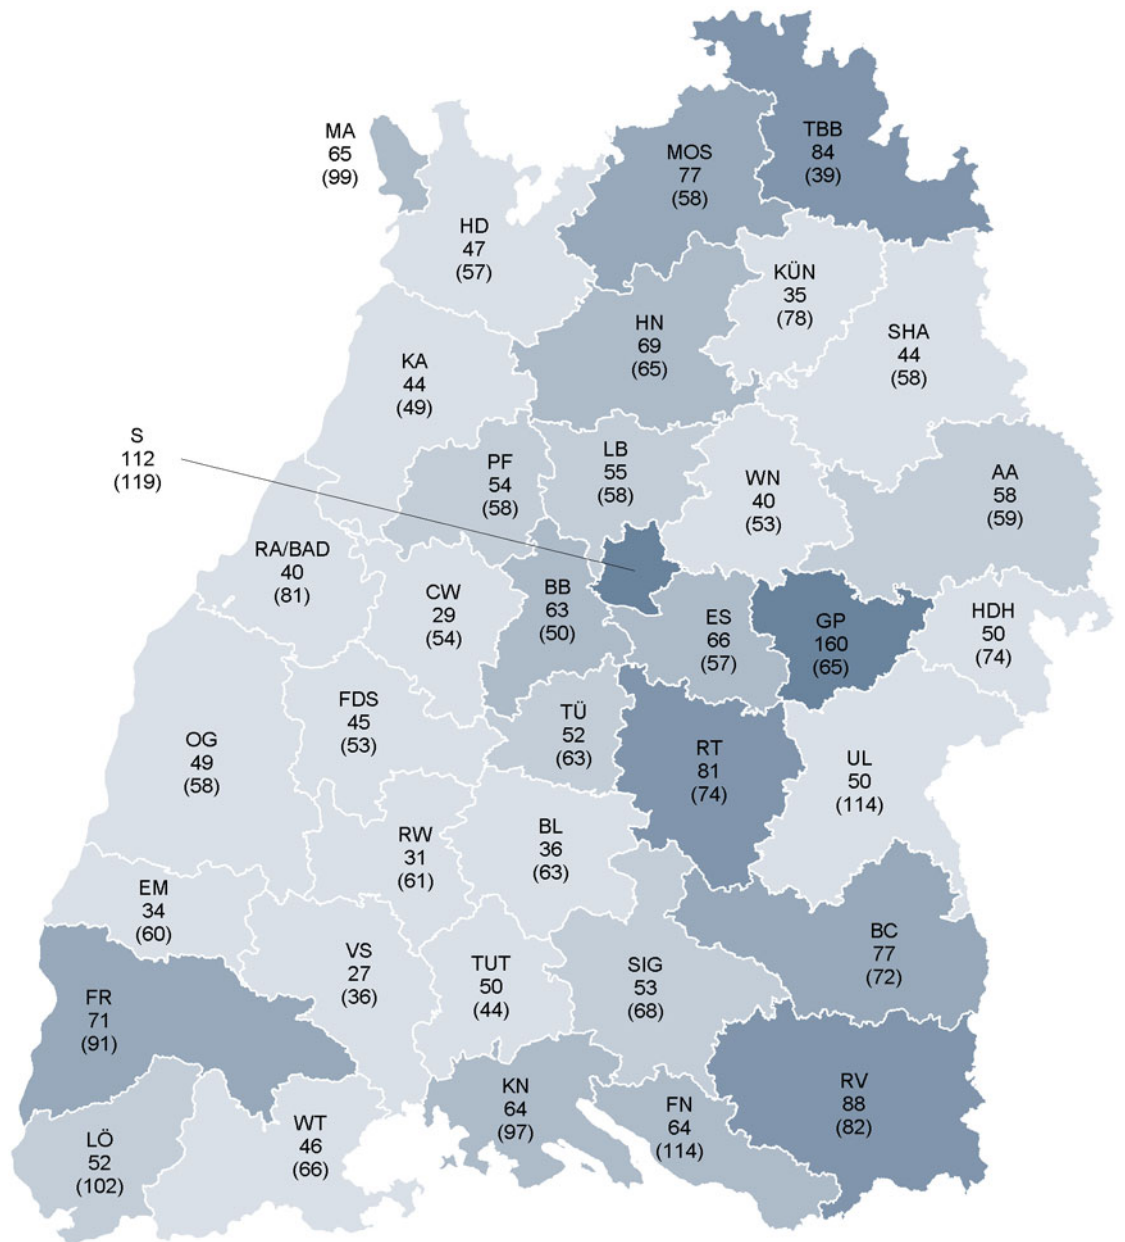 TBB
84
(39)
MA
65
(99)
MOS
77
(58)
HD
47
(57)
KÜN
35
(78)
HN
69
(65)
SHA
44
(58)
KA
44
(49)
S
112
(119)
PF
54
(58)
LB
55
(58)
WN
40
(53)
AA
58
(59)
RA/BAD
40
(81)
CW
29
(54)
BB
63
(50)
ES
66
(57)
GP
160
(65)
HDH
50
(74)
FDS
45
(53)
TÜ
52
(63)
OG
49
(58)
RT
81
(74)
UL
50
(114)
RW
31
(61)
BL
36
(63)
EM
34
(60)
BC
77
(72)
VS
27
(36)
TUT
50
(44)
SIG
53
(68)
FR
71
(91)
KN
64
(97)
FN
64
(114)
RV
88
(82)
LÖ
52
(102)
WT
46
(66)